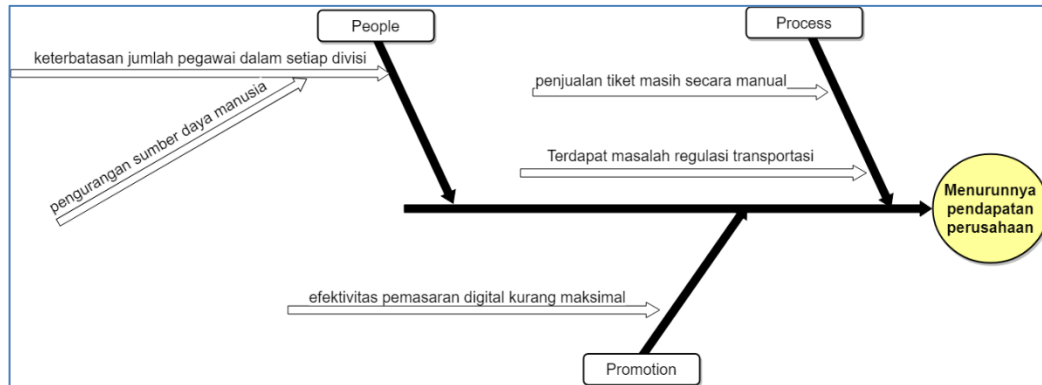 People
Process
keterbatasan jumlah pegawai dalam setiap divisi
pengurangan sumber daya manusia
penjualan tiket masih secara manual
Terdapat masalah regulasi transportasi
Menurunnya
pendapatan
perusahaan
efektivitas pemasaran digital kurang maksimal
Promotion